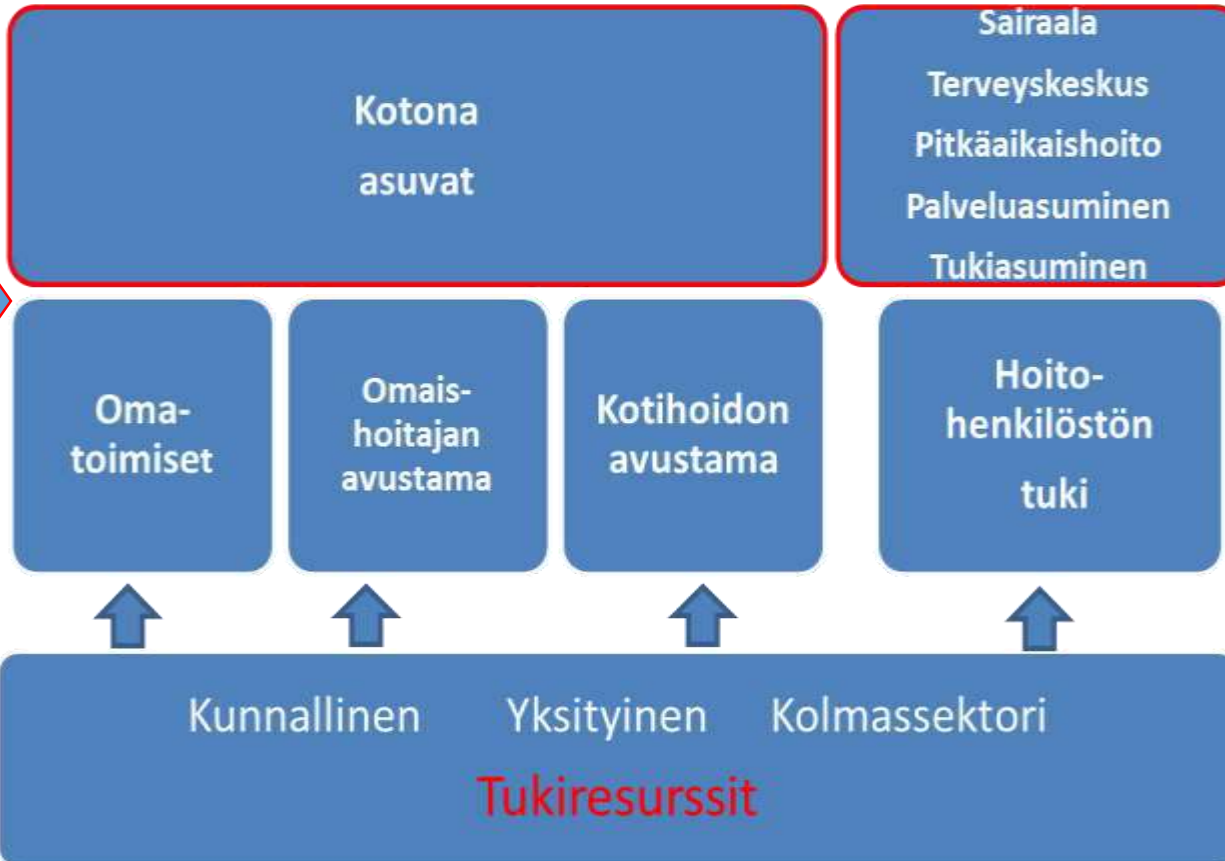 Kotona
asuvat
Sairaala
Terveyskeskus
Pitkäaikaishoito
Palveluasuminen
Tukiasuminen
Oma-
toimiset
Omais-
hoitajan
avustama
Kotihoidon
avustama
Hoito-
henkilöstön
tuki
Kunnallinen Yksityinen Kolmassektori
Tukiresurssit